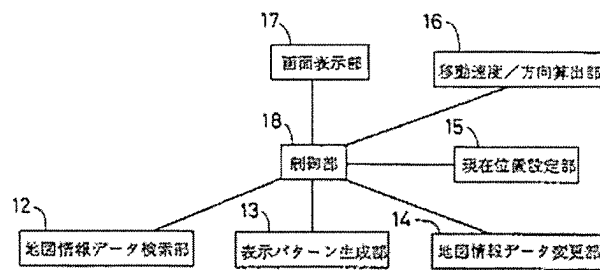 17
画面表示部
16
移動速度/方向算出部
18
制御部
15
現在位置設定部
12
地図情報データ検索部
13
表示パターン生成部
14
地図情報データ変更部